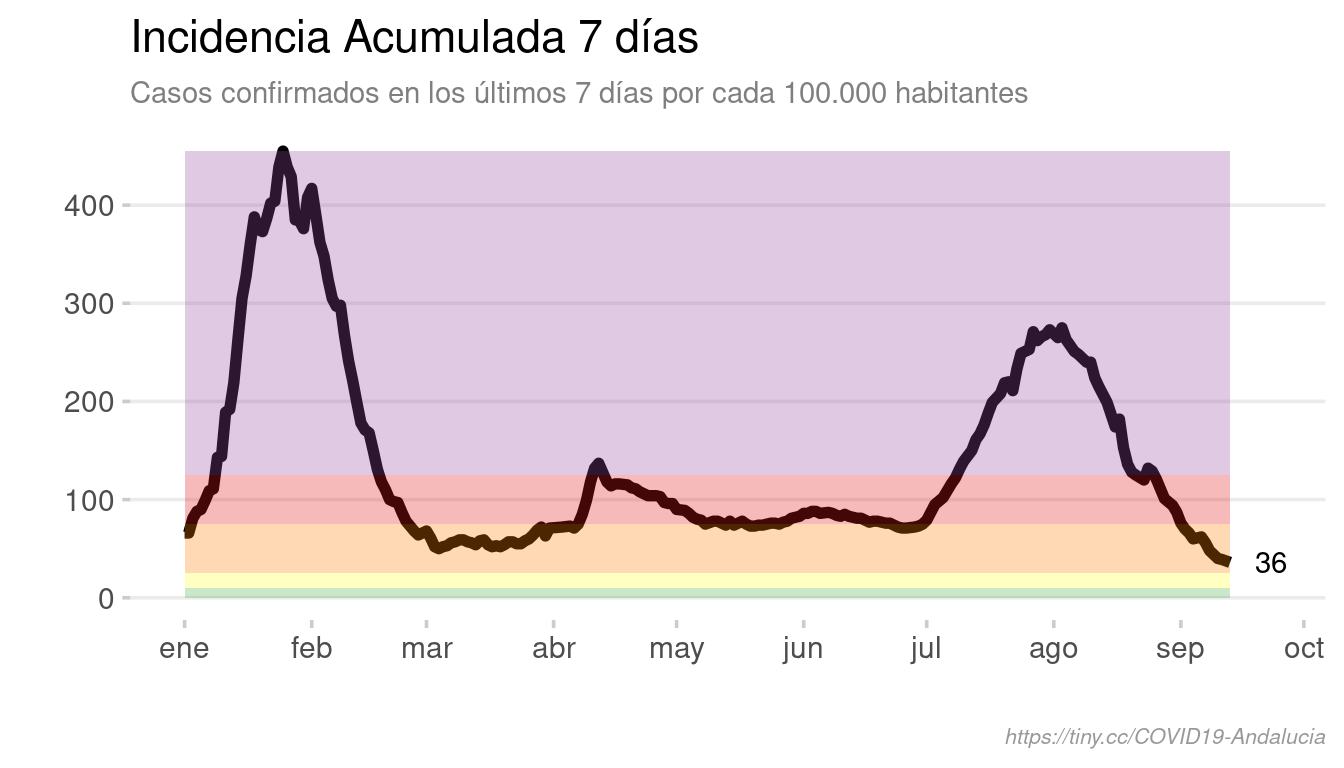 Incidencia Acumulada 7 días
Casos confirmados en los últimos 7 días por cada 100.000 habitantes
400
300
200
100
0
36
ene feb mar abr may jun jul ago sep oct
https://tiny.cc/COVID19-Andalucia